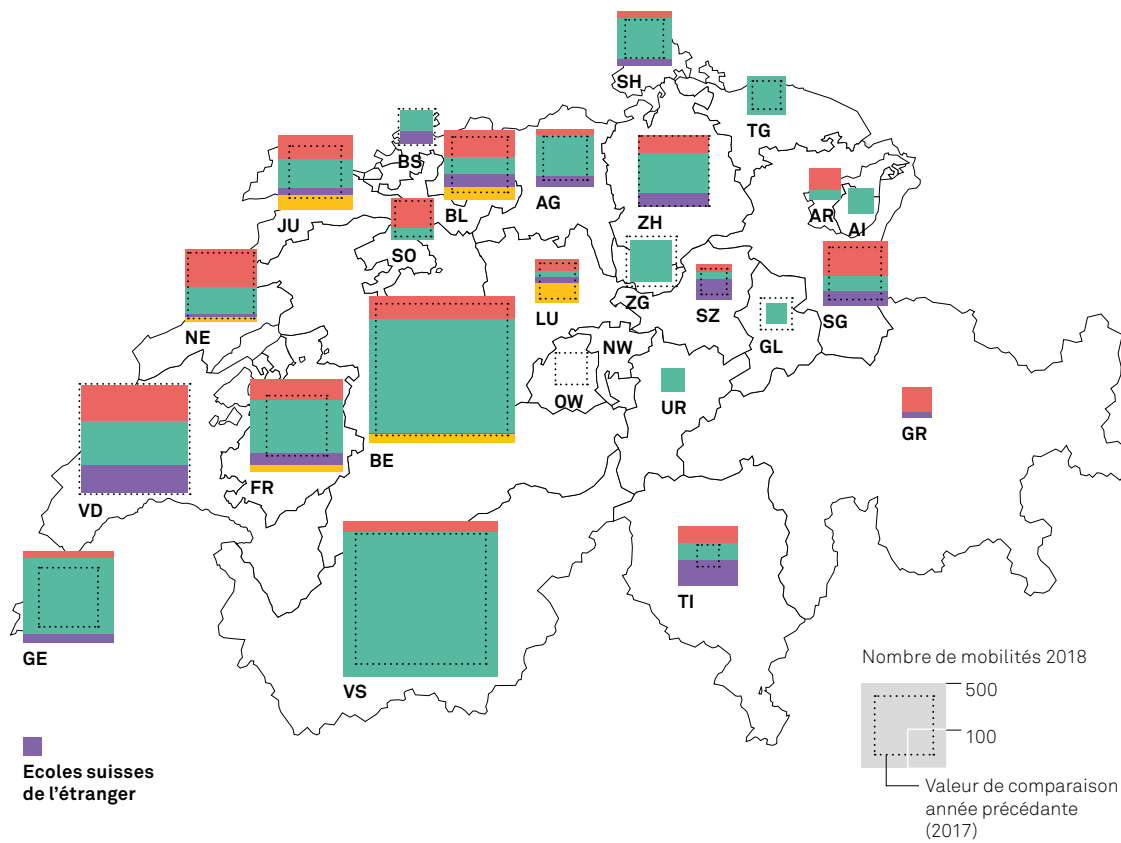 SH
TG
BS
BL
AG
ZH
JU
SO
AR
AI
NE
LU
ZG
SZ
GL
SG
NW
OW
UR
GR
VD
FR
BE
TI
GE
VS
Nombre de mobilités 2018
500
100
Valeur de comparaison
année précédante
(2017)
Ecoles suisses
de l’étranger